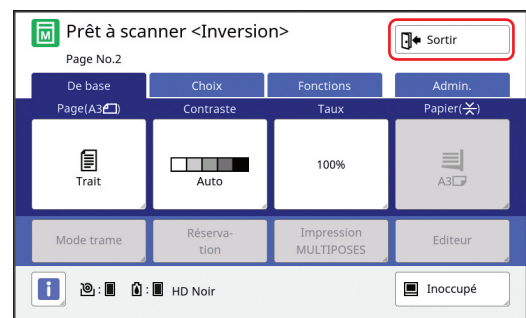 Prêt à scanner <Inversion>
Page No.2
Sortir
De base
Choix
Fonctions
Admin.
Page(A3)
Contraste
Taux
Papier()
Trait
Auto
100%
A3
Mode trame
Réserva-
tion
Impression
MULTIPOSES
Editeur
i : : HD Noir
Inoccupé